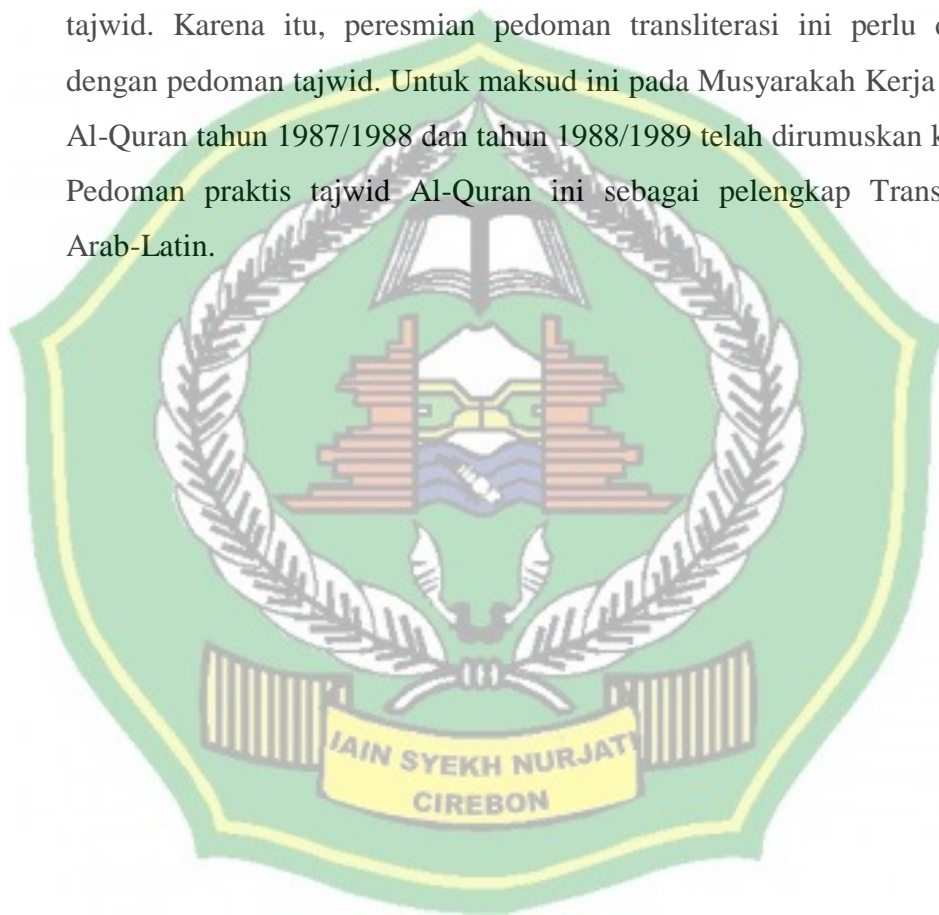 tajwid. Karena itu, peresmian pedoman transliterasi ini perlu
dengan pedoman tajwid. Untuk maksud ini pada Musyarakah Kerja
Al-Quran tahun 1987/1988 dan tahun 1988/1989 telah dirumuskan
Pedoman praktis tajwid Al-Quran ini sebagai pelengkap Trans
Arab-Latin.
IAIN SYEKH NURJATI
CIREBON